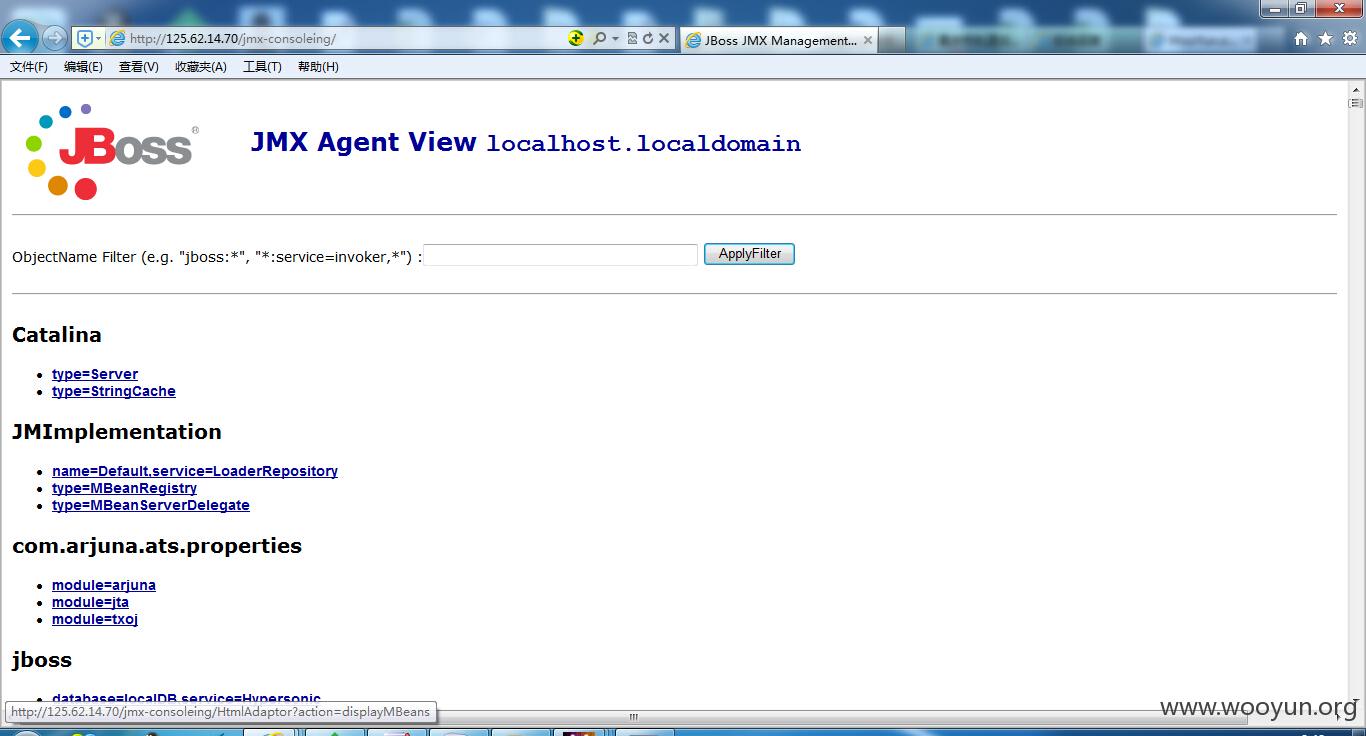 http://125.62.14.70/jmx-consoleing/
JBoss JMX Management...
文件(F) 编辑(E) 查看(V) 收藏夹(A) 工具(T) 帮助(H)
JBoss®
JMX Agent View localhost.localdomain
ObjectName Filter (e.g. "jboss:*", "*:service=invoker,*") : ApplyFilter
Catalina
type=Server
type=StringCache
JMImplementation
name=Default,service=LoaderRepository
type=MBeanRegistry
type=MBeanServerDelegate
com.arjuna.ats.properties
module=arjuna
module=jta
module=txoj
jboss
database=localDB,service=Hypersonic
http://125.62.14.70/jmx-consoleing/HtmlAdaptor?action=displayMBeans
www.wooyun.org